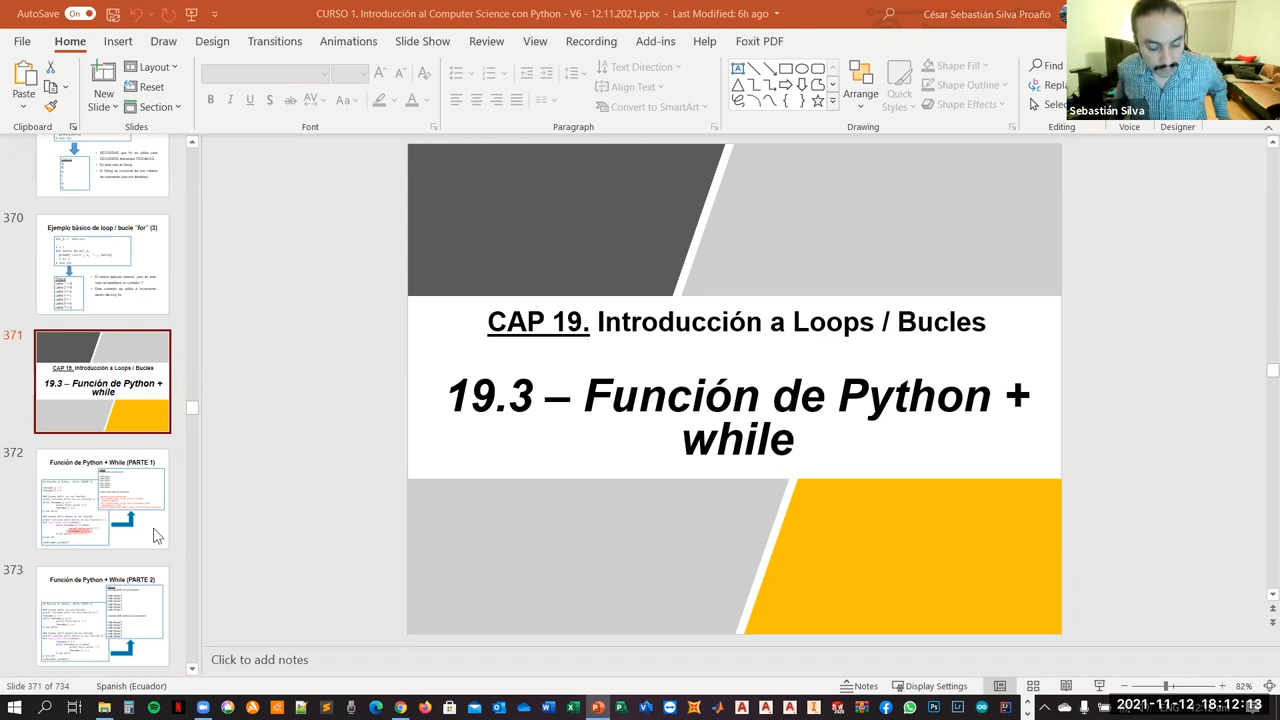 AutoSave On
CURSO 1. Introducción al Computer Science con Python - V6 - 12.11.2021.pptx - Last Modified: 6h ago
César Sebastián Silva Proaño
File Home Insert Draw Design Transitions Animations Slide Show Review View Recording Add-ins Help Foxit PDF
Paste
New
Slide
Layout
Reset
Section
Text Direction
Align Text
Convert to SmartArt
Arrange
Quick
Styles
Shape Fill
Shape Outline
Shape Effects
Find
Clipboard Slides Font Paragraph Drawing Editing Voice Designer
Sebastián Silva
370
Ejemplo básico de loop / bucle "for" (3)
371
CAP 19. Introducción a Loops / Bucles
19.3 – Función de Python +
while
372
Función de Python + While (PARTE 1)
373
Función de Python + While (PARTE 2)
CAP 19. Introducción a Loops / Bucles
19.3 – Función de Python +
while
Click to add notes
Slide 371 of 734 Spanish (Ecuador) Notes Display Settings 82%
2021-11-12 18:12:13